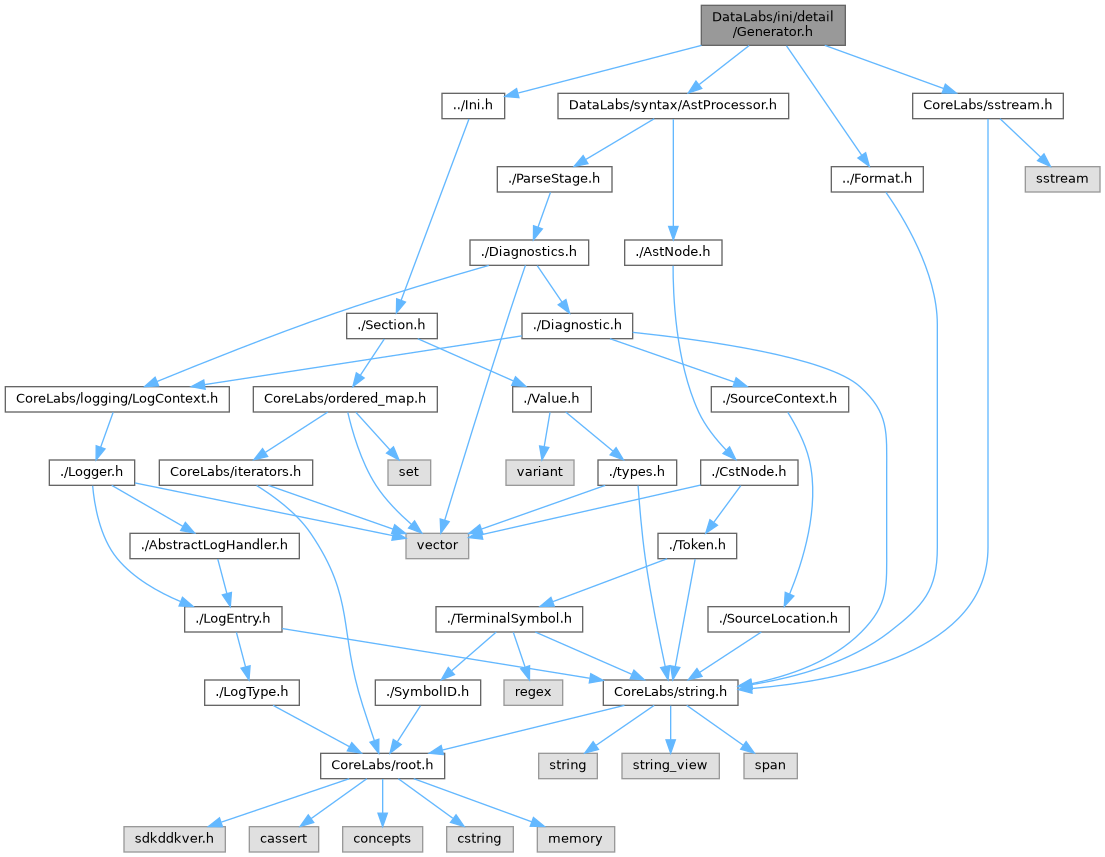 DataLabs/ini/detail
/Generator.h
../Ini.h
DataLabs/syntax/AstProcessor.h
CoreLabs/sstream.h
./ParseStage.h
../Format.h
sstream
./Diagnostics.h
./AstNode.h
./Section.h
./Diagnostic.h
CoreLabs/logging/LogContext.h
CoreLabs/ordered_map.h
./Value.h
./SourceContext.h
./Logger.h
CoreLabs/iterators.h
set
variant
./types.h
./CstNode.h
./AbstractLogHandler.h
vector
./Token.h
./LogEntry.h
./TerminalSymbol.h
./SourceLocation.h
./LogType.h
./SymbolID.h
regex
CoreLabs/string.h
CoreLabs/root.h
string
string_view
span
sdkddkver.h
cassert
concepts
cstring
memory